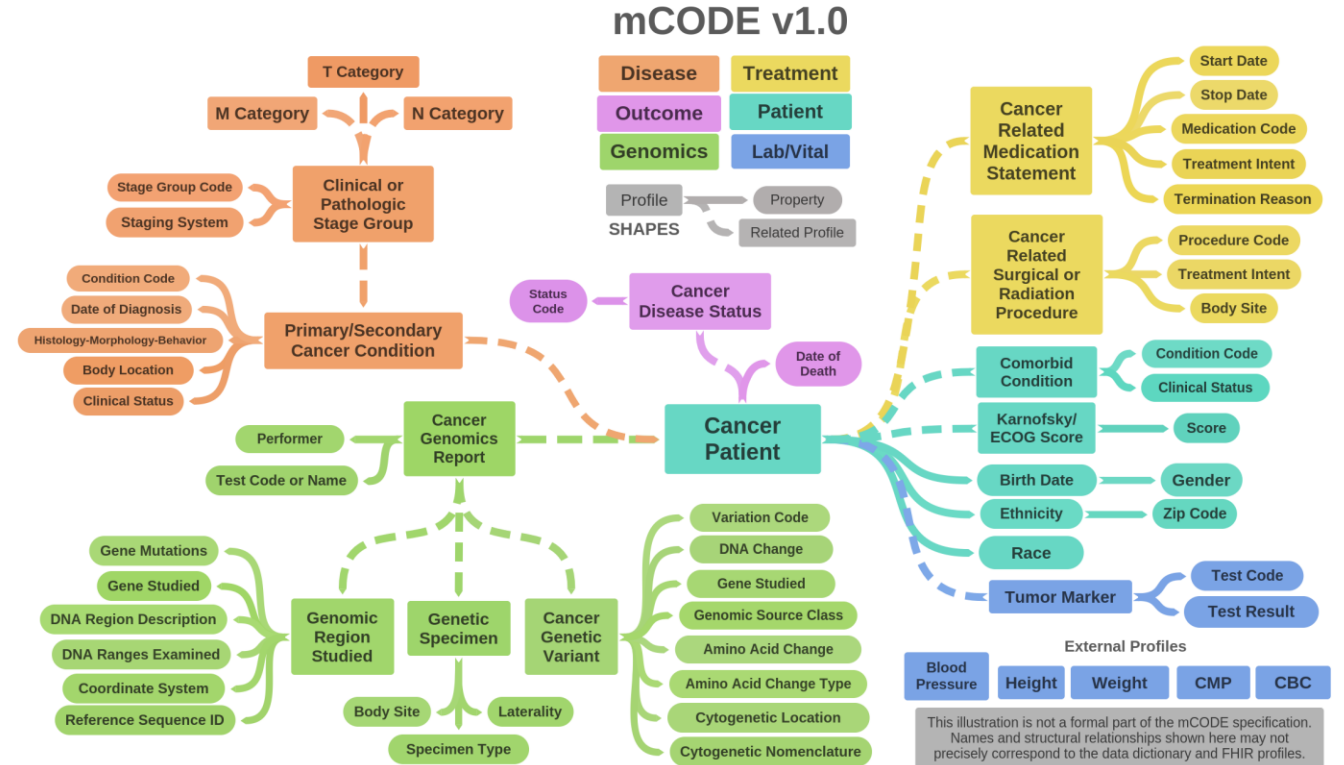 mCODE v1.0
Disease
Treatment
Outcome
Patient
Genomics
Lab/Vital
Profile
Property
SHAPES
Related Profile
T Category
M Category
N Category
Clinical or
Pathologic
Stage Group
Stage Group Code
Staging System
Condition Code
Date of Diagnosis
Histology-Morphology-Behavior
Body Location
Clinical Status
Primary/Secondary
Cancer Condition
Status
Code
Cancer
Disease Status
Date of
Death
Cancer
Patient
Cancer
Genomics
Report
Performer
Test Code or Name
Gene Mutations
Gene Studied
DNA Region Description
DNA Ranges Examined
Coordinate System
Reference Sequence ID
Genomic
Region
Studied
Genetic
Specimen
Body Site
Laterality
Specimen Type
Cancer
Genetic
Variant
Variation Code
DNA Change
Gene Studied
Genomic Source Class
Amino Acid Change
Amino Acid Change Type
Cytogenetic Location
Cytogenetic Nomenclature
Cancer
Related
Medication
Statement
Start Date
Stop Date
Medication Code
Treatment Intent
Termination Reason
Cancer
Related
Surgical or
Radiation
Procedure
Procedure Code
Treatment Intent
Body Site
Comorbid
Condition
Condition Code
Clinical Status
Karnofsky/
ECOG Score
Score
Birth Date
Gender
Ethnicity
Zip Code
Race
Tumor Marker
Test Code
Test Result
External Profiles
Blood
Pressure
Height
Weight
CMP
CBC
This illustration is not a formal part of the mCODE specification.
Names and structural relationships shown here may not
precisely correspond to the data dictionary and FHIR profiles.